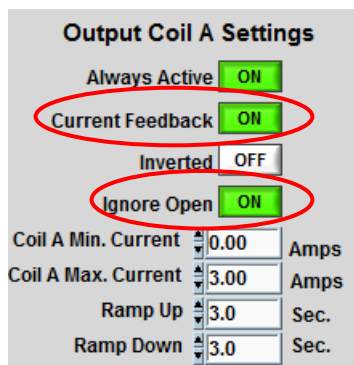 Output Coil A Settings
Always Active ON
Current Feedback ON
Inverted OFF
Ignore Open ON
Coil A Min. Current 0.00 Amps
Coil A Max. Current 3.00 Amps
Ramp Up 3.0 Sec.
Ramp Down 3.0 Sec.